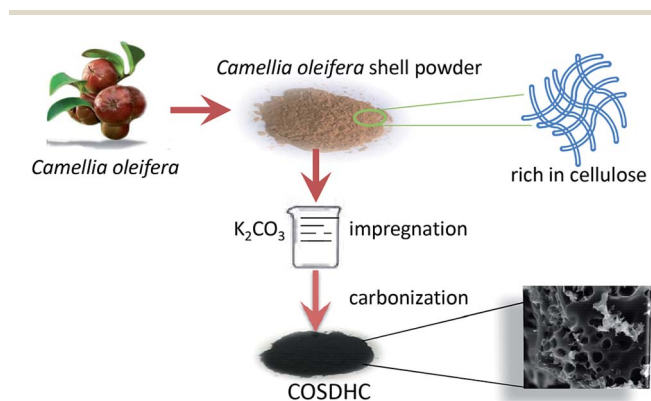 Camellia oleifera shell powder
Camellia oleifera
rich in cellulose
K₂CO₃
impregnation
carbonization
COSDHC